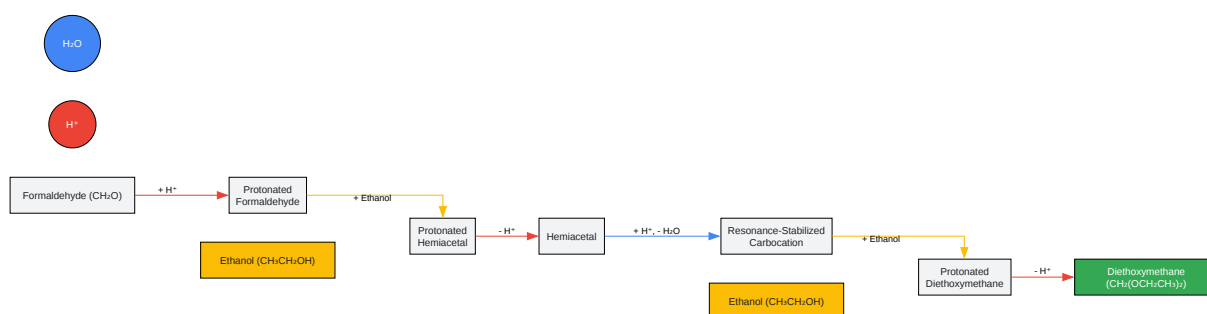 H₂O
H⁺
Formaldehyde (CH₂O)
+ H⁺
Protonated
Formaldehyde
+ Ethanol
Ethanol (CH₃CH₂OH)
Protonated
Hemiacetal
- H⁺
Hemiacetal
+ H⁺, - H₂O
Resonance-Stabilized
Carbocation
+ Ethanol
Ethanol (CH₃CH₂OH)
Protonated
Diethoxymethane
- H⁺
Diethoxymethane
(CH₂(OCH₂CH₃)₂)